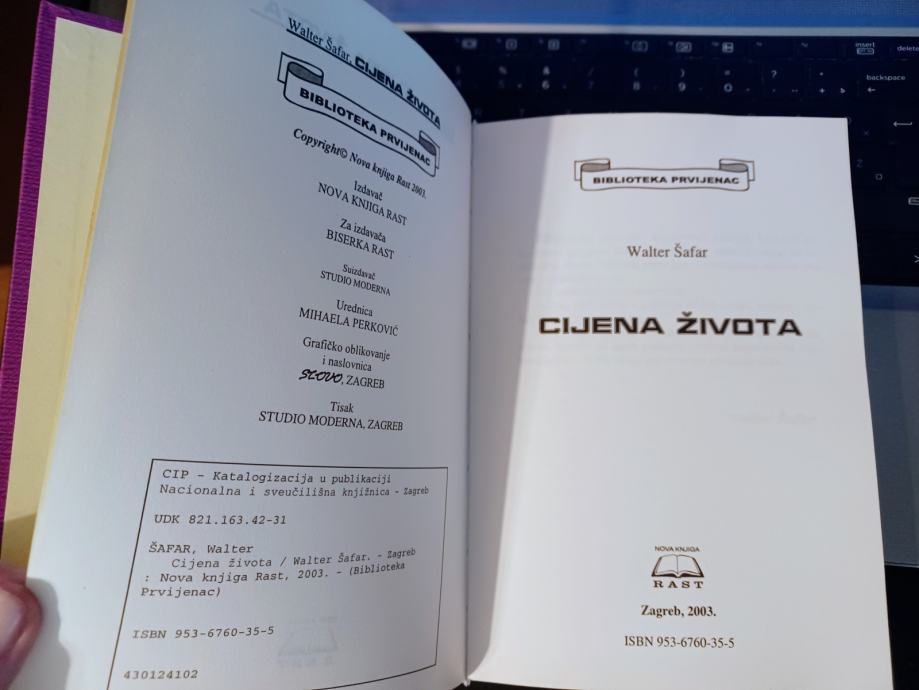 Walter Šafar, CIJENA ŽIVOTA
BIBLIOTEKA PRVIJENAC
Copyright© Nova knjiga Rast 2003.
Izdavač
NOVA KNJIGA RAST
Za izdavača
BISERKA RAST
Suizdavač
STUDIO MODERNA
Urednica
MIHAELA PERKOVIĆ
Grafičko oblikovanje
i naslovnica
SLOVO, ZAGREB
Tisak
STUDIO MODERNA, ZAGREB
CIP – Katalogizacija u publikaciji
Nacionalna i sveučilišna knjižnica - Zagreb
UDK 821.163.42-31
ŠAFAR, Walter
Cijena života / Walter Šafar. - Zagreb
: Nova knjiga Rast, 2003. – (Biblioteka
Prvijenac)
ISBN 953-6760-35-5
430124102
BIBLIOTEKA PRVIJENAC
Walter Šafar
CIJENA ŽIVOTA
NOVA KNJIGA
RAST
Zagreb, 2003.
ISBN 953-6760-35-5
insert
delete
backspace